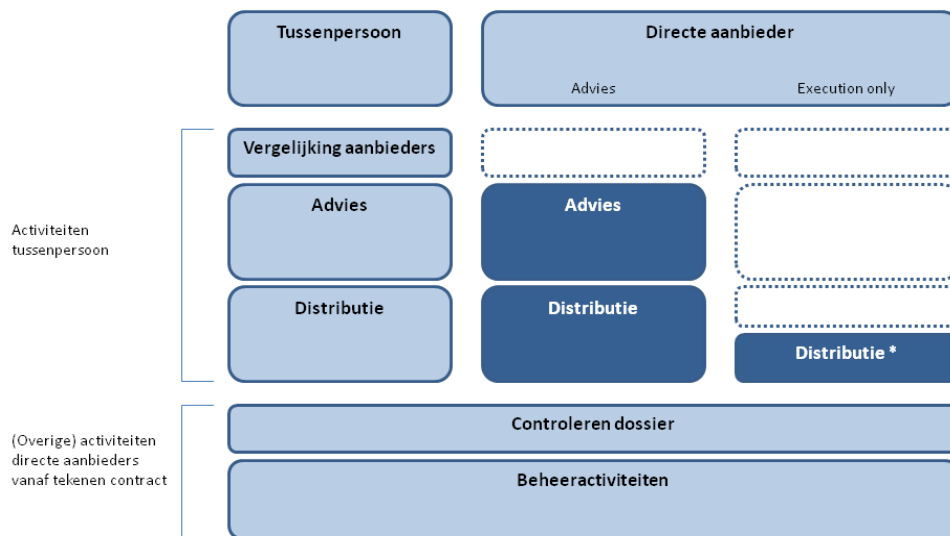 Tussenpersoon
Directe aanbieder
Advies
Execution only
Vergelijking aanbieders
Advies
Advies
Activiteiten
tussenpersoon
Distributie
Distributie
Distributie *
Controleren dossier
(Overige) activiteiten
directe aanbieders
vanaf tekenen contract
Beheeractiviteiten